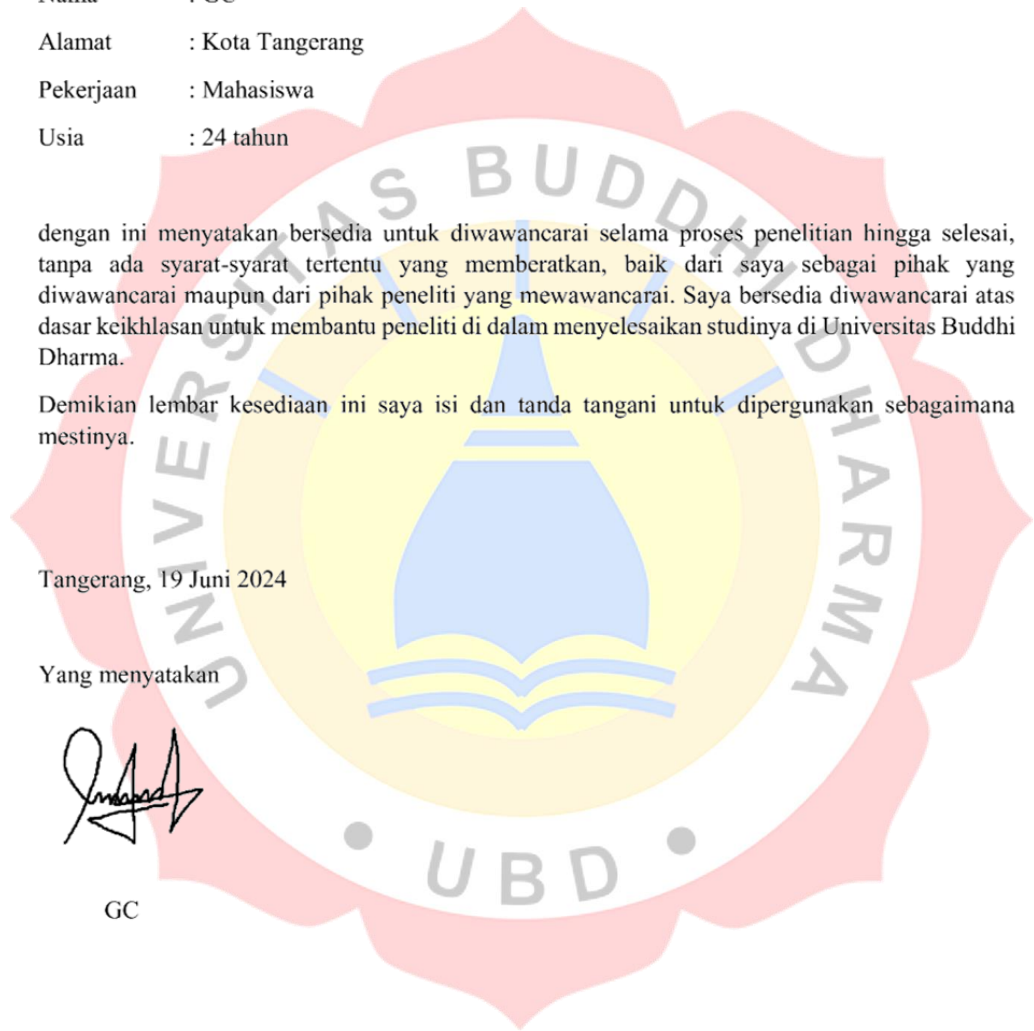 Nama : GC
Alamat : Kota Tangerang
Pekerjaan : Mahasiswa
Usia : 24 tahun
dengan ini menyatakan bersedia untuk diwawancarai selama proses penelitian hingga selesai,
tanpa ada syarat-syarat tertentu yang memberatkan, baik dari saya sebagai pihak yang
diwawancarai maupun dari pihak peneliti yang mewawancarai. Saya bersedia diwawancarai atas
dasar keikhlasan untuk membantu peneliti di dalam menyelesaikan studinya di Universitas Buddhi
Dharma.
Demikian lembar kesediaan ini saya isi dan tanda tangani untuk dipergunakan sebagaimana
mestinya.
Tangerang, 19 Juni 2024
Yang menyatakan
GC
UNIVERSITAS BUDDHI DHARMA
• UBD •